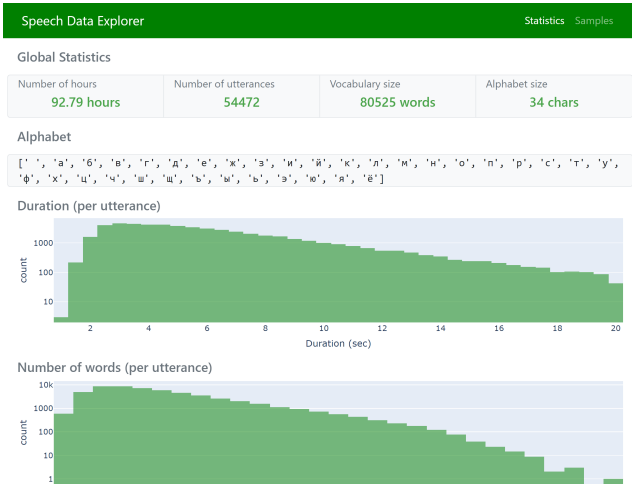 Speech Data Explorer
Statistics Samples
Global Statistics
Number of hours Number of utterances Vocabulary size Alphabet size
92.79 hours 54472 80525 words 34 chars
Alphabet
[' ', 'а', 'б', 'в', 'г', 'д', 'е', 'ж', 'з', 'и', 'й', 'к', 'л', 'м', 'н', 'о', 'п', 'р', 'с', 'т', 'у',
'ф', 'х', 'ц', 'ч', 'ш', 'щ', 'ъ', 'ы', 'ь', 'э', 'ю', 'я', 'ё']
Duration (per utterance)
1000
100
10
count
2 4 6 8 10 12 14 16 18 20
Duration (sec)
Number of words (per utterance)
10k
1000
100
10
1
count